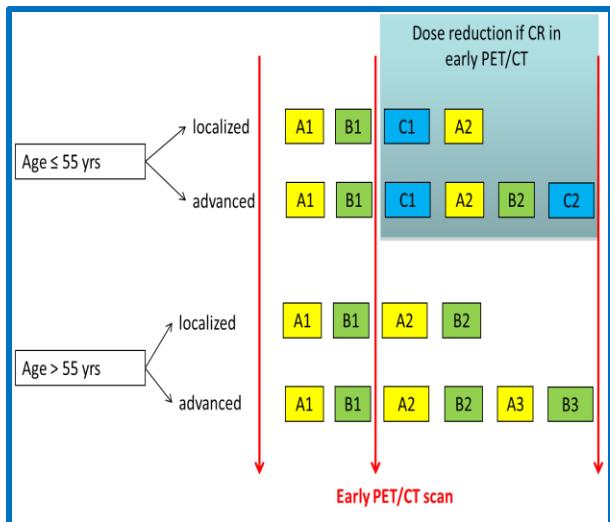 Dose reduction if CR in
early PET/CT
localized A1 B1 C1 A2
Age ≤ 55 yrs
advanced A1 B1 C1 A2 B2 C2
localized A1 B1 A2 B2
Age > 55 yrs
advanced A1 B1 A2 B2 A3 B3
Early PET/CT scan